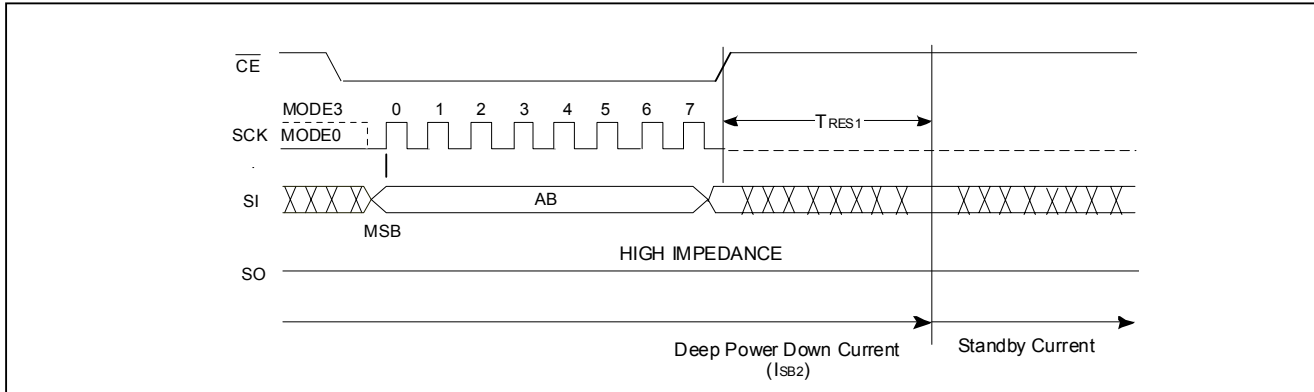 CE
MODE3 0 1 2 3 4 5 6 7
SCK MODE0
TRES1
SI AB
MSB
HIGH IMPEDANCE
SO
Deep Power Down Current
(ISB2)
Standby Current